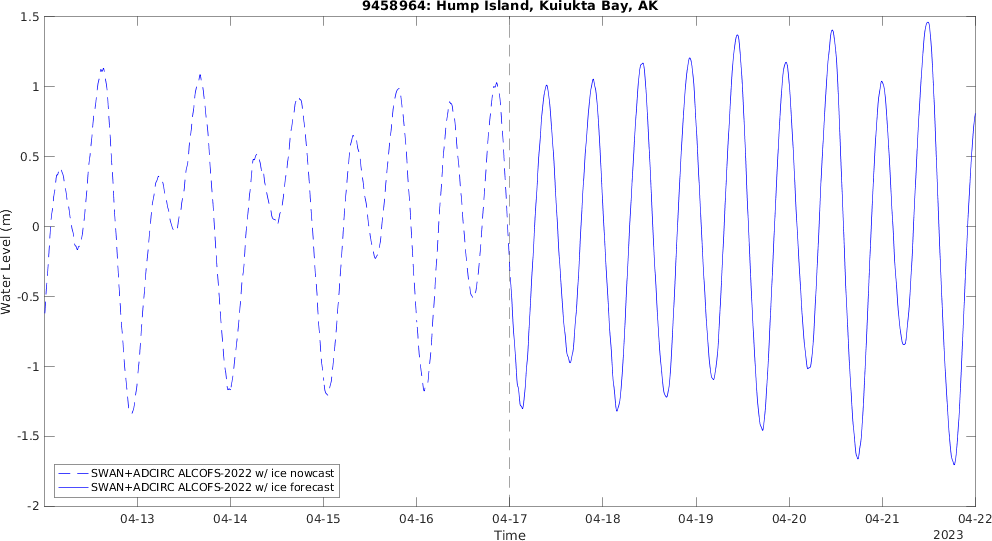 9458964: Hump Island, Kuiukta Bay, AK
Water Level (m)
1.5
1
0.5
0
-0.5
-1
-1.5
-2
SWAN+ADCIRC ALCOFS-2022 w/ ice nowcast
SWAN+ADCIRC ALCOFS-2022 w/ ice forecast
04-13 04-14 04-15 04-16 04-17 04-18 04-19 04-20 04-21 04-22
Time
2023